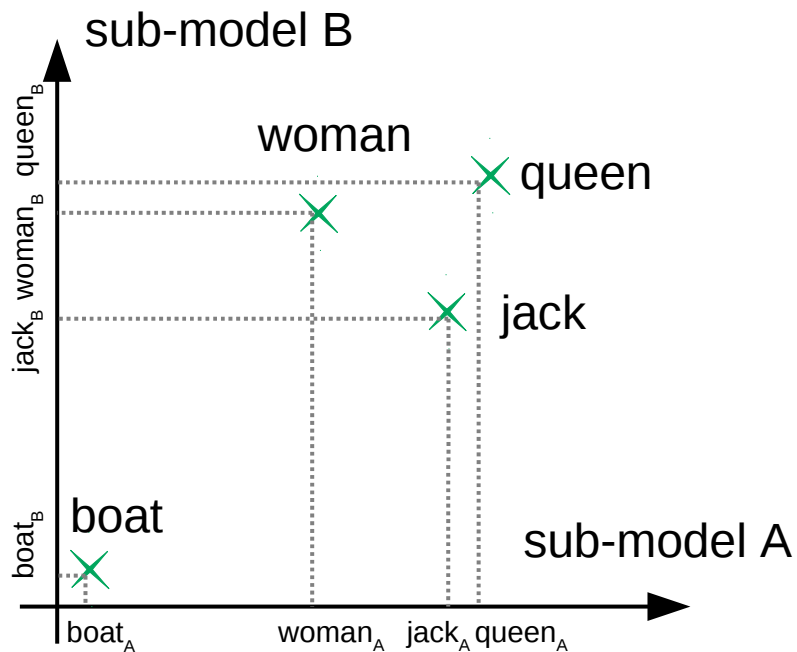 sub-model B
queen_B
woman
queen
woman_B
jack
jack_B
boat
boat_B
sub-model A
boat_A woman_A jack_A queen_A